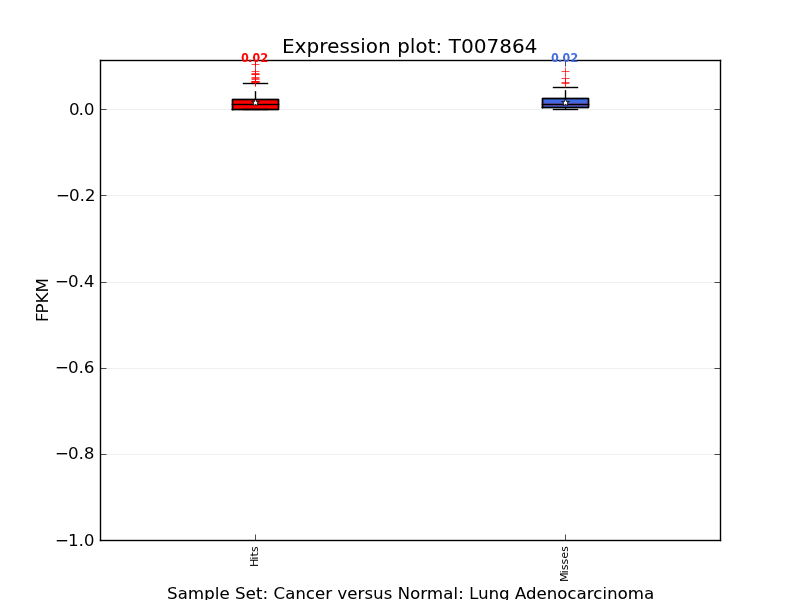 Expression plot: T007864
0.02
0.02
0.0
−0.2
−0.4
−0.6
−0.8
−1.0
FPKM
Hits
Misses
Sample Set: Cancer versus Normal: Lung Adenocarcinoma